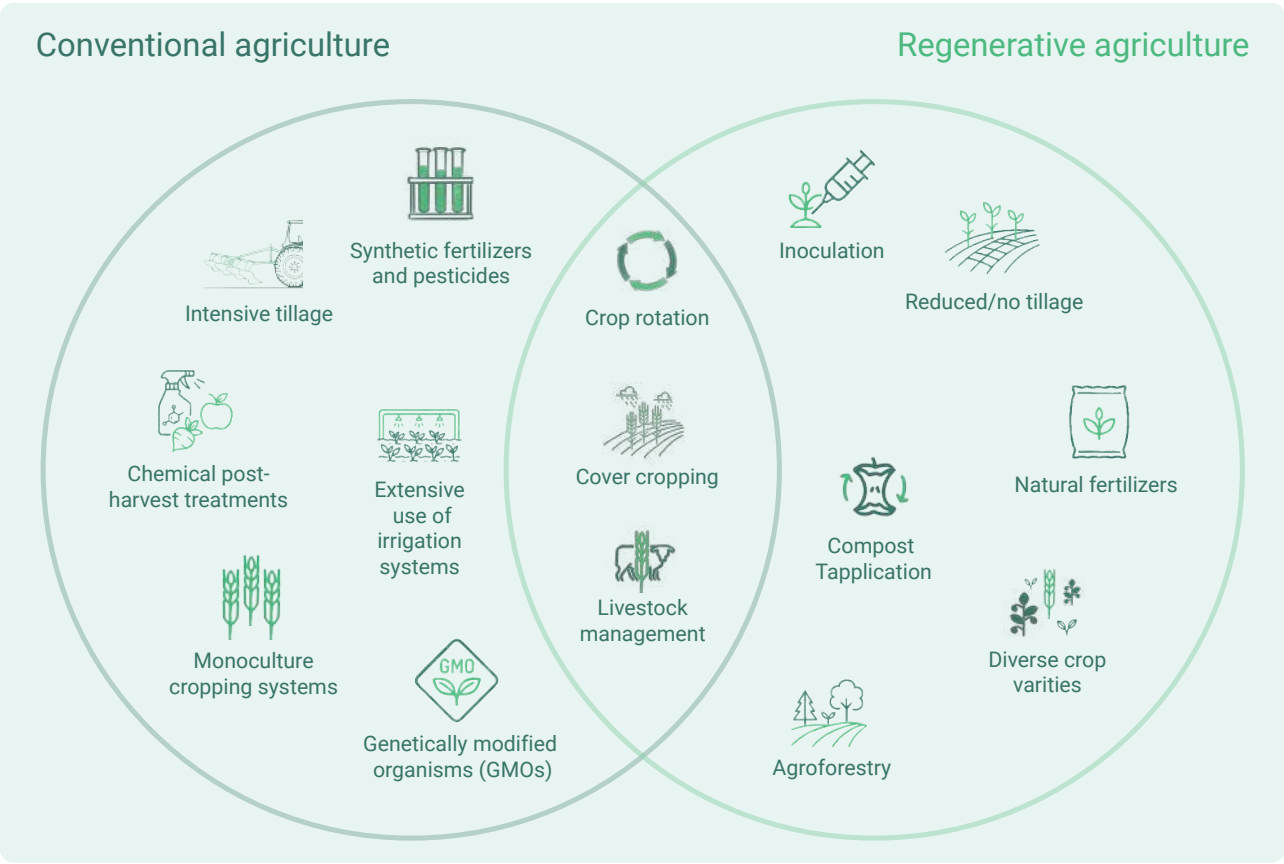 Conventional agriculture
Regenerative agriculture
Synthetic fertilizers
and pesticides
Intensive tillage
Chemical post-
harvest treatments
Extensive
use of
irrigation
systems
Monoculture
cropping systems
GMO
Genetically modified
organisms (GMOs)
Crop rotation
Cover cropping
Livestock
management
Inoculation
Reduced/no tillage
Natural fertilizers
Compost
Tapplication
Diverse crop
varities
Agroforestry